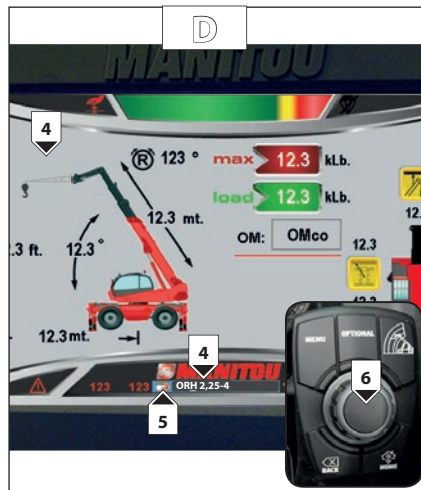 D
MANITOU
4
® 123 °
max 12.3 kLb.
load 12.3 kLb.
12.3 mt.
OM: OMco
12.3
.3 ft.
12.3°
12.3mt.
MANITOU
4
123 123 ORH 2,25-4
5
MENU
OPTIONAL
6
BACK
HOME